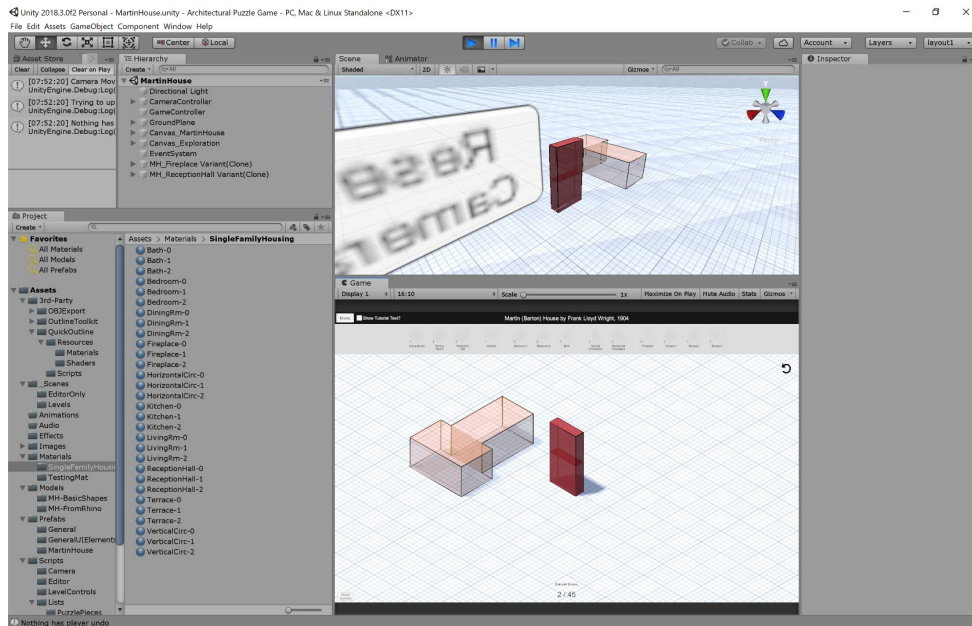 Unity 2018.3.0f2 Personal - MartinHouse.unity - Architectural Puzzle Game - PC, Mac & Linux Standalone <DX11>
File Edit Assets GameObject Component Window Help
Center Local
Collab Account Layers layout1
Asset Store
Clear Collapse Clear on Play
[07:52:20] Camera Mov
UnityEngine.Debug:Log(
[07:52:20] Trying to up
UnityEngine.Debug:Log(
[07:52:20] Nothing has
UnityEngine.Debug:Log(
Hierarchy
Create All
MartinHouse
Directional Light
CameraController
GameController
GroundPlane
Canvas_MartinHouse
Canvas_Exploration
EventSystem
MH_Fireplace Variant(Clone)
MH_ReceptionHall Variant(Clone)
Scene Animator
Shaded 2D Gizmos All
y
Persp
Rese
Camera
Inspector
Project
Create
Favorites
All Materials
All Models
All Prefabs
Assets
3rd-Party
OBJExport
OutlineToolkit
QuickOutline
Resources
Materials
Shaders
Scripts
_Scenes
EditorOnly
Levels
Animations
Audio
Effects
Images
Materials
SingleFamilyHousin
TestingMat
Models
MH-BasicShapes
MH-FromRhino
Prefabs
General
GeneralUIElements
MartinHouse
Scripts
Camera
Editor
LevelControls
Lists
PuzzlePieces
Assets > Materials > SingleFamilyHousing
Bath-0
Bath-1
Bath-2
Bedroom-0
Bedroom-1
Bedroom-2
DiningRm-0
DiningRm-1
DiningRm-2
Fireplace-0
Fireplace-1
Fireplace-2
HorizontalCirc-0
HorizontalCirc-1
HorizontalCirc-2
Kitchen-0
Kitchen-1
Kitchen-2
LivingRm-0
LivingRm-1
LivingRm-2
ReceptionHall-0
ReceptionHall-1
ReceptionHall-2
Terrace-0
Terrace-1
Terrace-2
VerticalCirc-0
VerticalCirc-1
VerticalCirc-2
Game
Display 1 16:10 Scale 1x Maximize On Play Mute Audio Stats Gizmos
Show Tutorial Text? Martin (Barton) House by Frank Lloyd Wright, 1904
2 / 45
Nothing has player undo